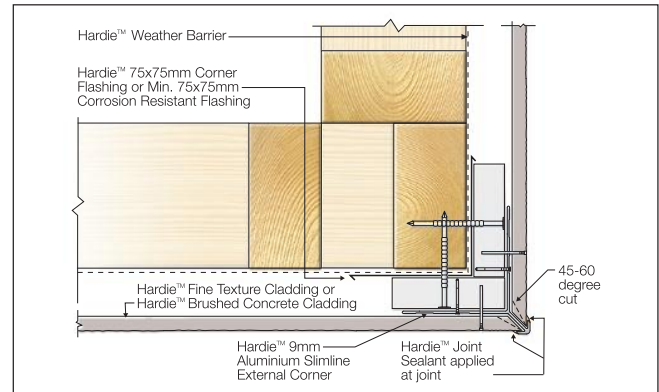 Hardie™ Weather Barrier
Hardie™ 75x75mm Corner
Flashing or Min. 75x75mm
Corrosion Resistant Flashing
Hardie™ Fine Texture Cladding or
Hardie™ Brushed Concrete Cladding
45-60
degree
cut
Hardie™ 9mm
Aluminium Slimline
External Corner
Hardie™ Joint
Sealant applied
at joint